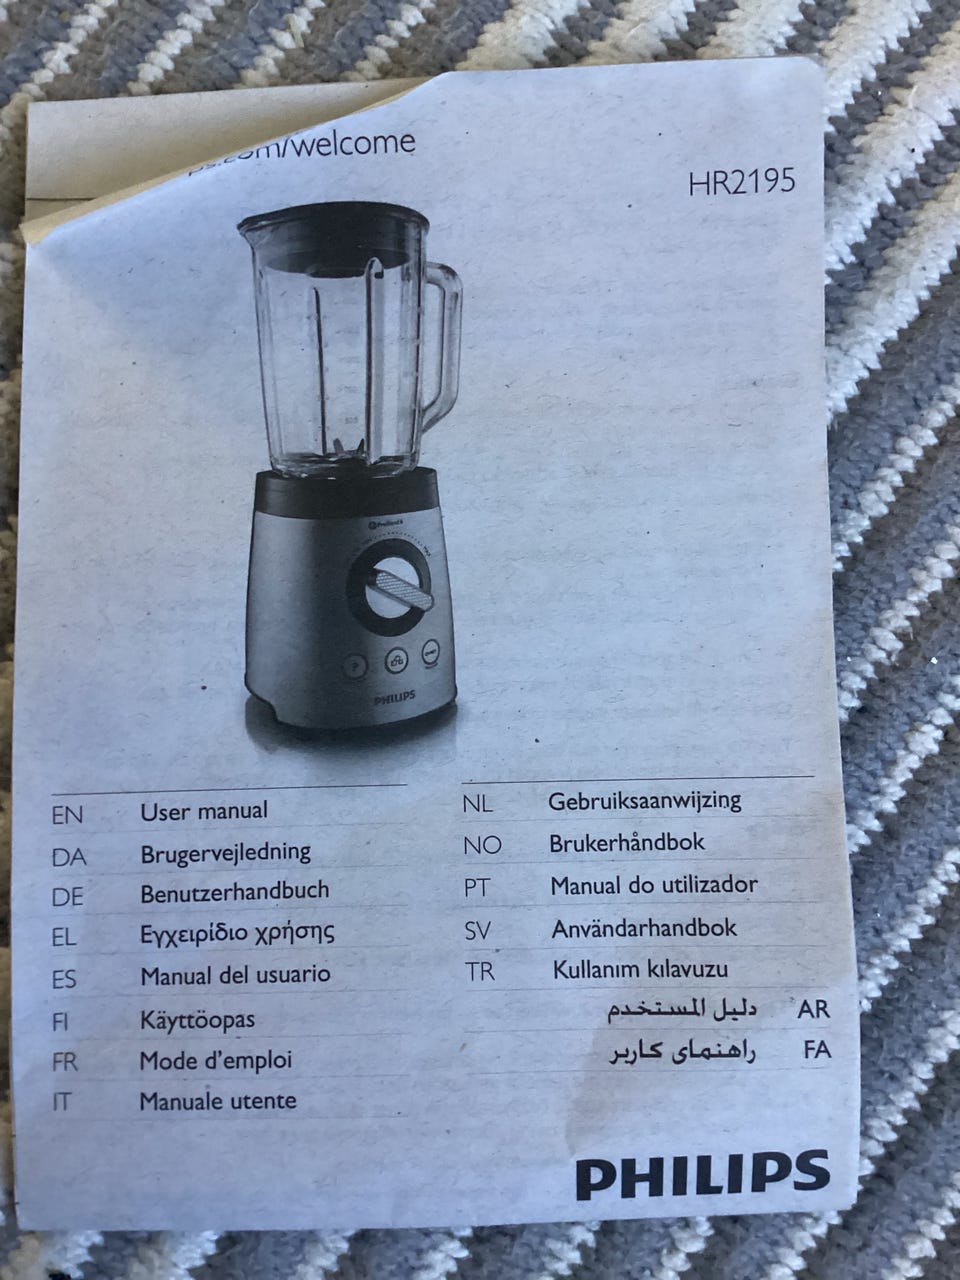 /welcome
HR2195
PHILIPS
EN User manual
DA Brugervejledning
DE Benutzerhandbuch
EL Εγχειρίδιο χρήσης
ES Manual del usuario
FI Käyttöopas
FR Mode d'emploi
IT Manuale utente
NL Gebruiksaanwijzing
NO Brukerhåndbok
PT Manual do utilizador
SV Användarhandbok
TR Kullanım kılavuzu
AR دليل المستخدم
FA راهنمای کاربر
PHILIPS